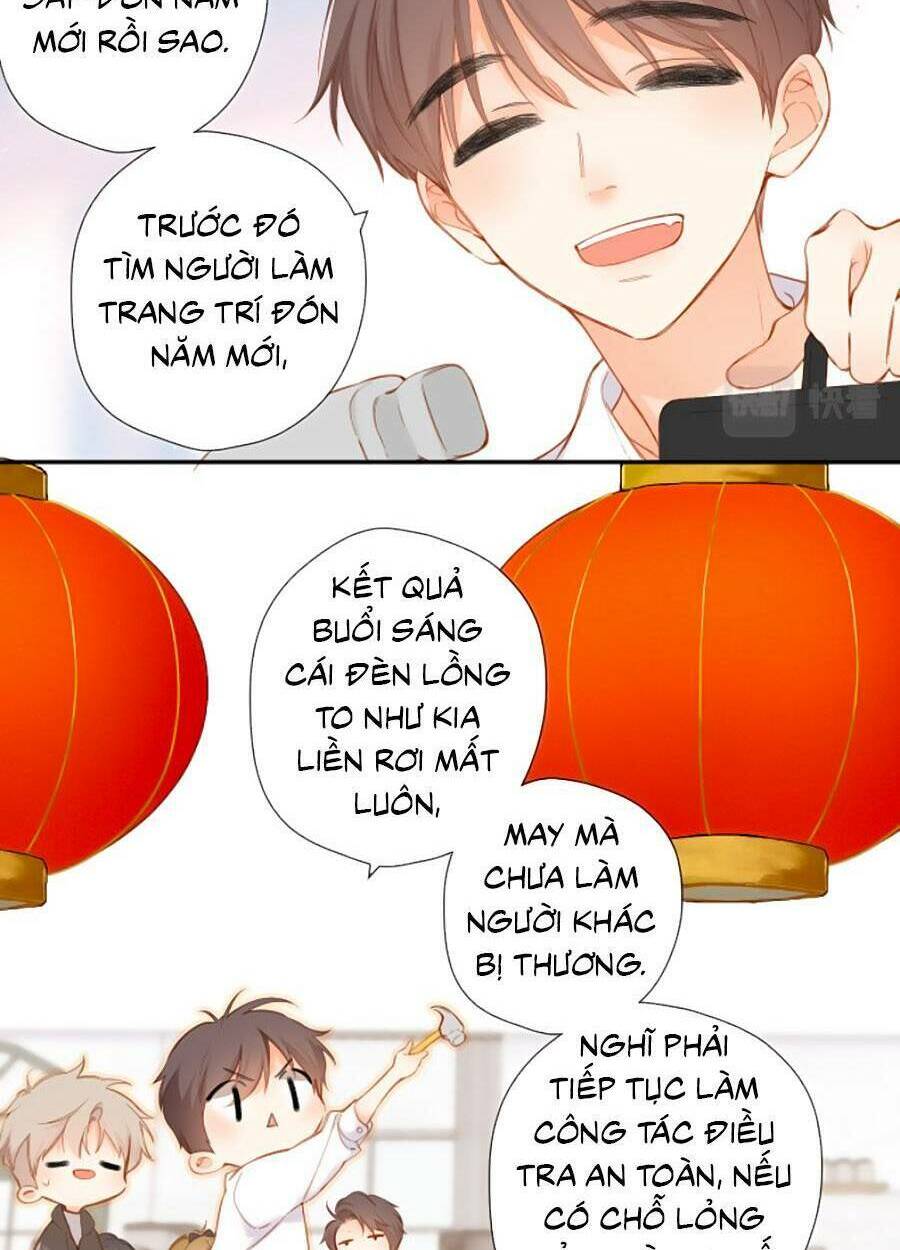 MỚI RỒI SAO.
TRƯỚC ĐÓ
TÌM NGƯỜI LÀM
TRANG TRÍ ĐÓN
NĂM MỚI,
快看
KẾT QUẢ
BUỔI SÁNG
CÁI ĐÈN LỒNG
TO NHƯ KIA
LIỀN RƠI MẤT
LUÔN,
MAY MÀ
CHƯA LÀM
NGƯỜI KHÁC
BỊ THƯƠNG.
NGHĨ PHẢI
TIẾP TỤC LÀM
CÔNG TÁC ĐIỀU
TRA AN TOÀN, NẾU
CÓ CHỖ LỎNG